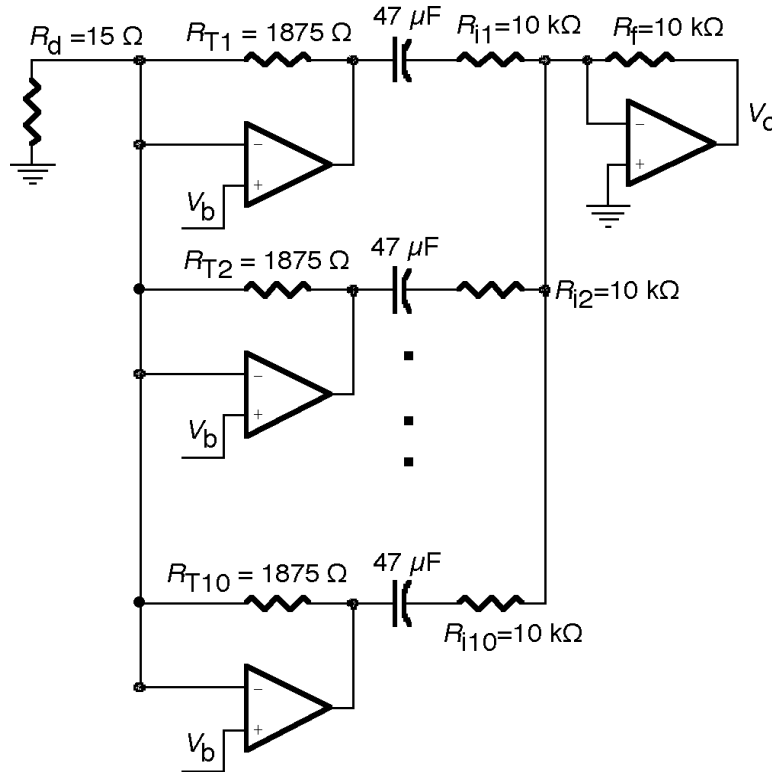 R_d =15 Ω
R_T1 = 1875 Ω
47 μF
R_i1=10 kΩ
R_f=10 kΩ
−
+
V_b
−
+
V_o
R_T2 = 1875 Ω
47 μF
R_i2=10 kΩ
−
+
V_b
R_T10 = 1875 Ω
47 μF
R_i10=10 kΩ
−
+
V_b